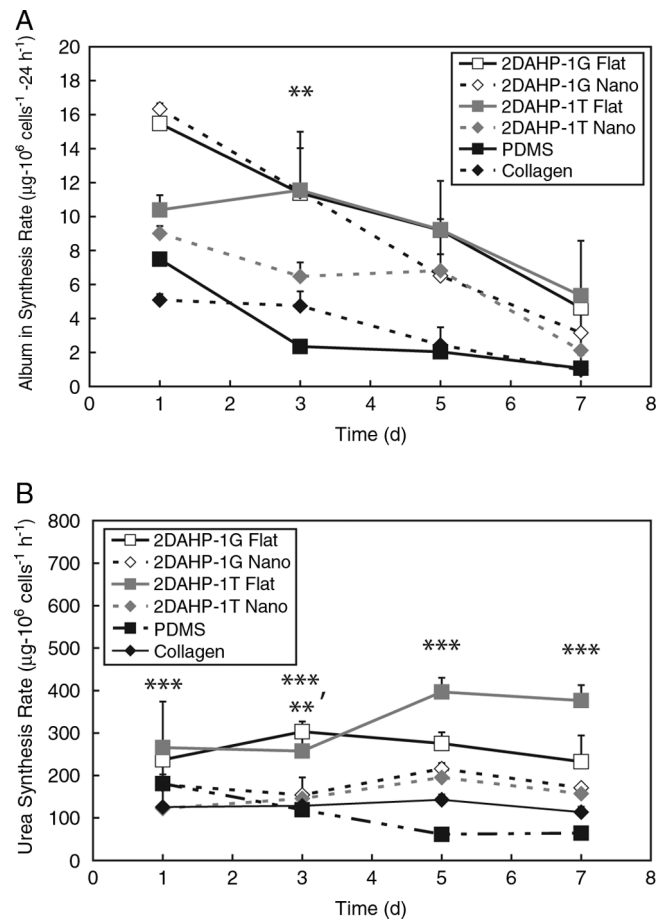 A
20
18
16
14
12
10
8
6
4
2
0
Album in Synthesis Rate (µg-10⁶ cells⁻¹ -24 h⁻¹)
**
2DAHP-1G Flat
2DAHP-1G Nano
2DAHP-1T Flat
2DAHP-1T Nano
PDMS
Collagen
0 1 2 3 4 5 6 7 8
Time (d)
B
800
700
600
500
400
300
200
100
0
Urea Synthesis Rate (µg-10⁶ cells⁻¹ h⁻¹)
2DAHP-1G Flat
2DAHP-1G Nano
2DAHP-1T Flat
2DAHP-1T Nano
PDMS
Collagen
***
***,
**
***
***
0 1 2 3 4 5 6 7 8
Time (d)